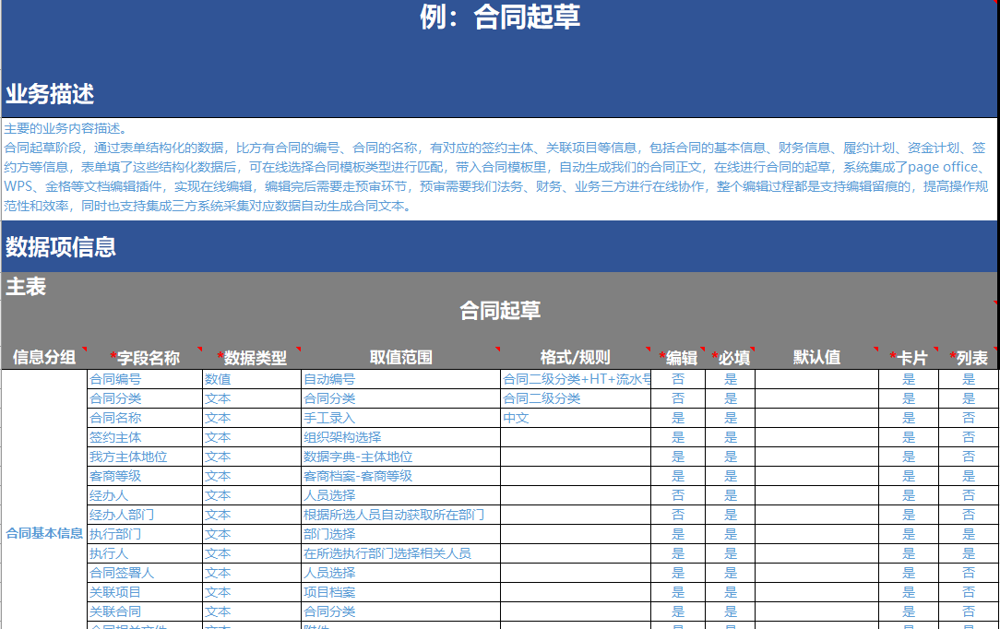 例：合同起草
业务描述
主要的业务内容描述。
合同起草阶段，通过表单结构化的数据，比方有合同的编号、合同的名称，有对应的签约主体、关联项目等信息，包括合同的基本信息、财务信息、履约计划、资金计划、签
约方等信息，表单填了这些结构化数据后，可在线选择合同模板类型进行匹配，带入合同模板里，自动生成我们的合同正文，在线进行合同的起草，系统集成了page office、
WPS、金格等文档编辑插件，实现在线编辑，编辑完后需要走预审环节，预审需要我们法务、财务、业务三方进行在线协作，整个编辑过程都是支持编辑留痕的，提高操作规
范性和效率，同时也支持集成三方系统采集对应数据自动生成合同文本。
数据项信息
主表
合同起草
信息分组 *字段名称 *数据类型 取值范围 格式/规则 *编辑 *必填 默认值 *卡片 *列表
合同编号 数值 自动编号 合同二级分类+HT+流水号 否 是 是 是
合同分类 文本 合同分类 合同二级分类 否 是 是 是
合同名称 文本 手工录入 中文 是 是 是 否
签约主体 文本 组织架构选择 是 是 是 否
我方主体地位 文本 数据字典-主体地位 是 是 是 否
客商等级 文本 客商档案-客商等级 是 是 是 是
经办人 文本 人员选择 否 是 是 否
经办人部门 文本 根据所选人员自动获取所在部门 否 是 是 否
合同基本信息 执行部门 文本 部门选择 是 是 是 是
执行人 文本 在所选执行部门选择相关人员 是 是 是 是
合同签署人 文本 人员选择 是 是 是 否
关联项目 文本 项目档案 是 是 是 否
关联合同 文本 合同分类 是 是 是 否